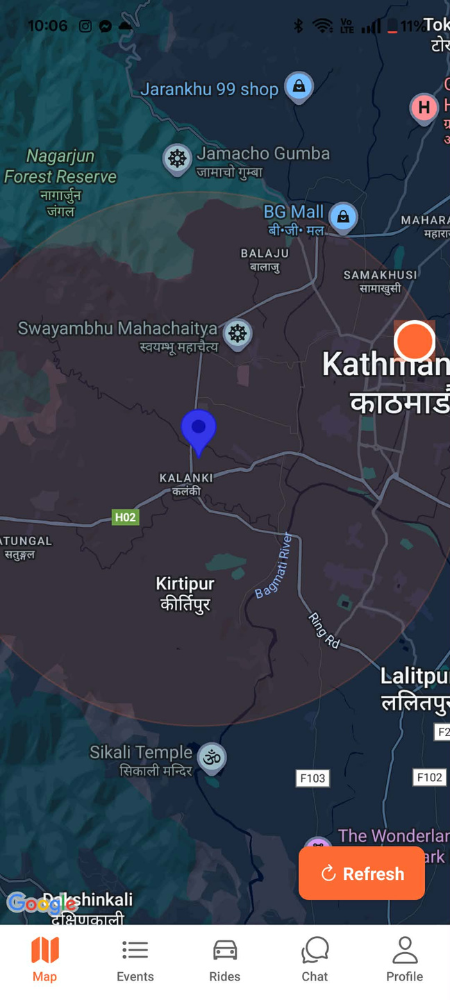 10:06
Vo
LTE
11%
Tok
Jarankhu 99 shop
H
Nagarjun
Forest Reserve
नागार्जुन
जंगल
Jamacho Gumba
जामाचो गुम्बा
BG Mall
बी•जी• मल
MAHARA
BALAJU
बालाजु
SAMAKHUSI
सामाखुसी
Swayambhu Mahachaitya
स्वयम्भू महाचैत्य
Kathman
काठमाडौं
KALANKI
कलंकी
H02
ATUNGAL
सतुङ्गल
Kirtipur
कीर्तिपुर
Bagmati River
Ring Rd
Lalitpu
ललितपु
F2
Sikali Temple
सिकाली मन्दिर
F103
F102
The Wonderlan
ark
Refresh
Google
Dakshinkali
दक्षिणकाली
Map
Events
Rides
Chat
Profile